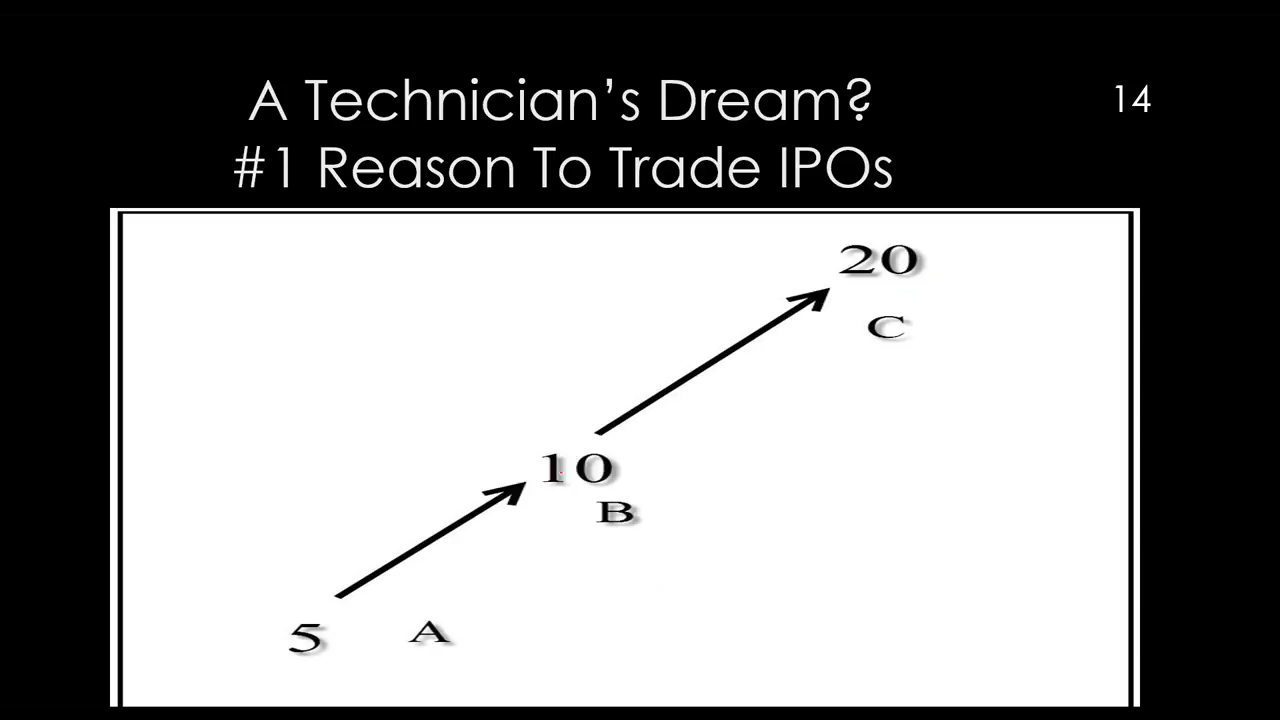 A Technician’s Dream?
#1 Reason To Trade IPOs
14
20
C
10
B
5 A